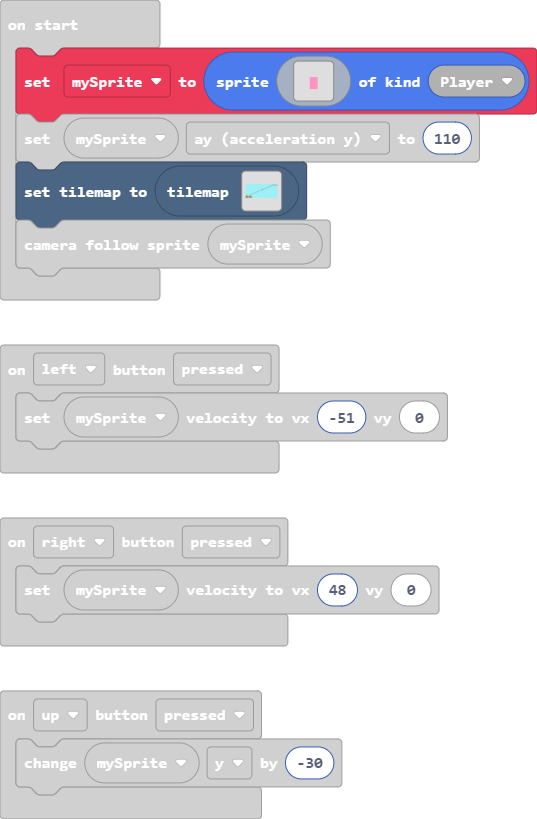 on start
set mySprite to sprite of kind Player
set mySprite ay (acceleration y) to 110
set tilemap to tilemap
camera follow sprite mySprite
on left button pressed
set mySprite velocity to vx -51 vy 0
on right button pressed
set mySprite velocity to vx 48 vy 0
on up button pressed
change mySprite y by -30